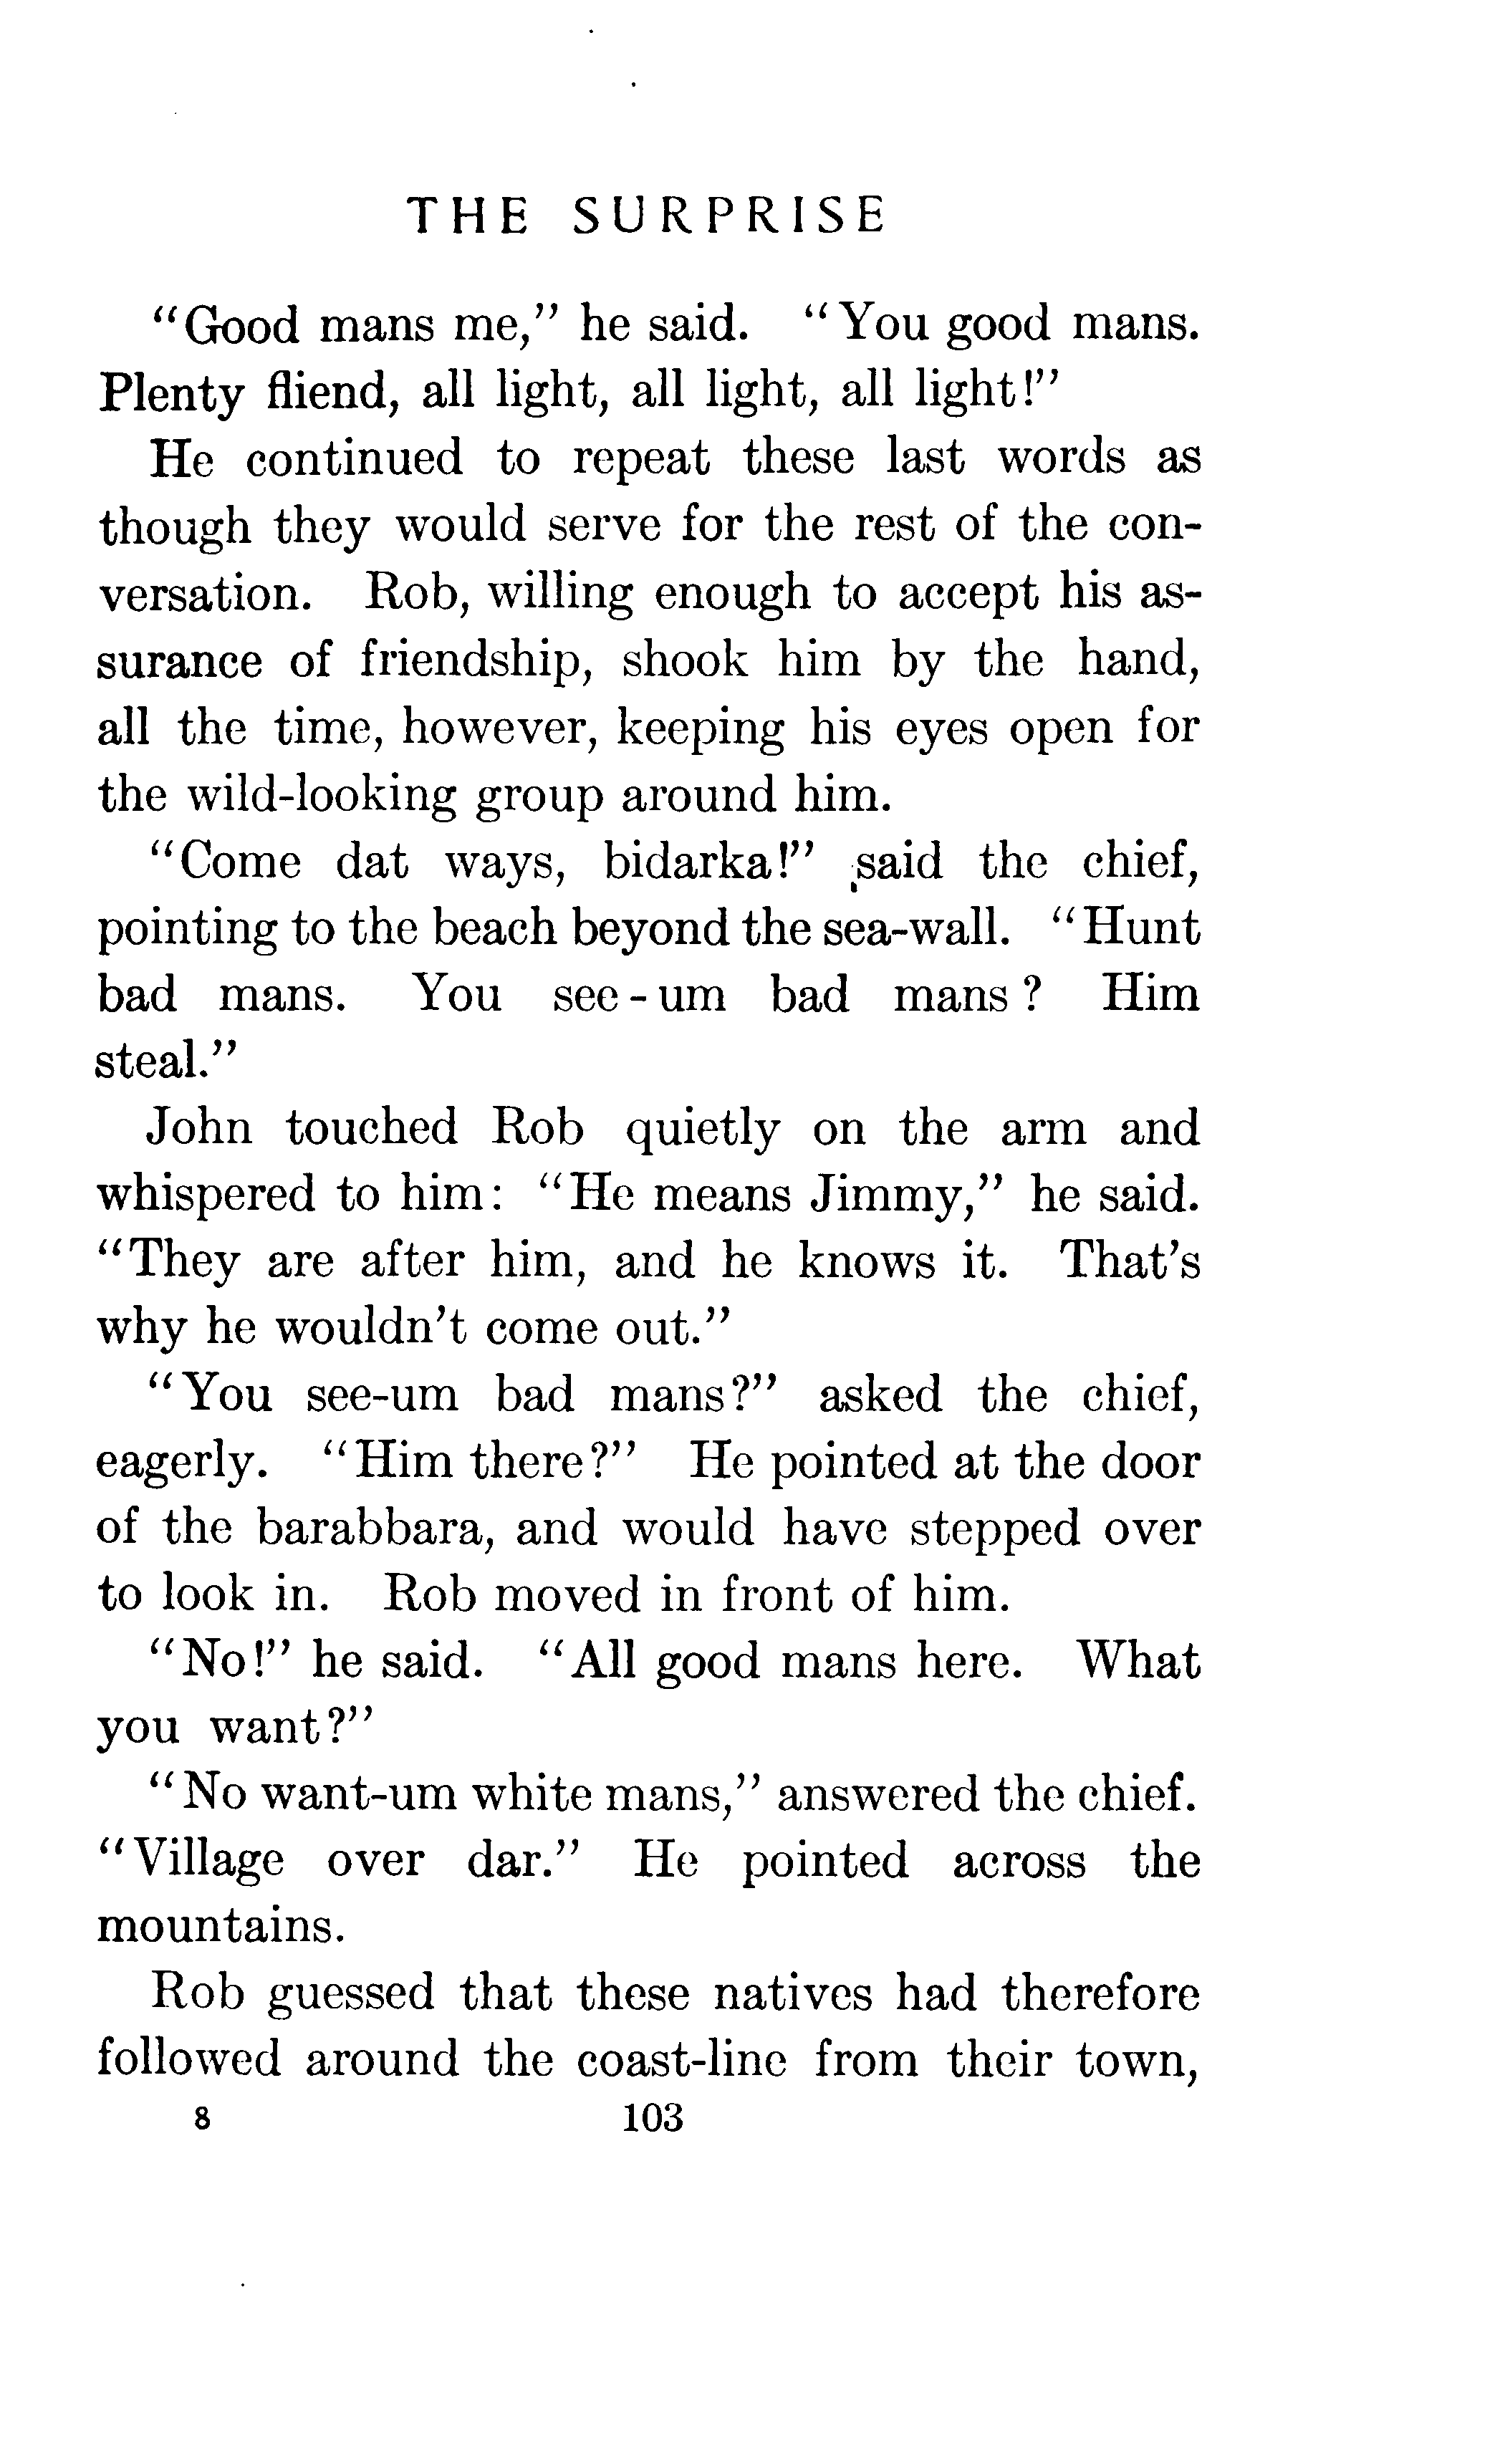 THE SURPRISE
"Good mans me," he said. "You good mans.
Plenty fliend, all light, all light, all light!"
He continued to repeat these last words as
though they would serve for the rest of the con-
versation. Rob, willing enough to accept his as-
surance of friendship, shook him by the hand,
all the time, however, keeping his eyes open for
the wild-looking group around him.
"Come dat ways, bidarka!" said the chief,
pointing to the beach beyond the sea-wall. "Hunt
bad mans. You see-um bad mans? Him
steal."
John touched Rob quietly on the arm and
whispered to him: "He means Jimmy," he said.
"They are after him, and he knows it. That's
why he wouldn't come out."
"You see-um bad mans?" asked the chief,
eagerly. "Him there?" He pointed at the door
of the barabbara, and would have stepped over
to look in. Rob moved in front of him.
"No!" he said. "All good mans here. What
you want?"
"No want-um white mans," answered the chief.
"Village over dar." He pointed across the
mountains.
Rob guessed that these natives had therefore
followed around the coast-line from their town,
8 103